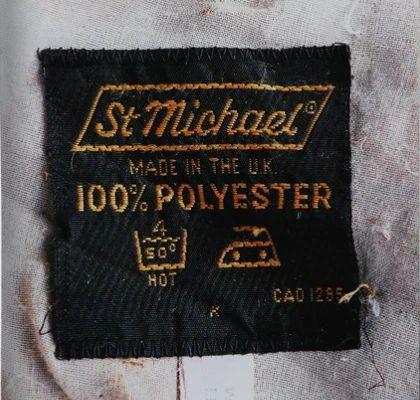 St Michael®
MADE IN THE U.K.
100% POLYESTER
4
50°
HOT
CAO 1295
K